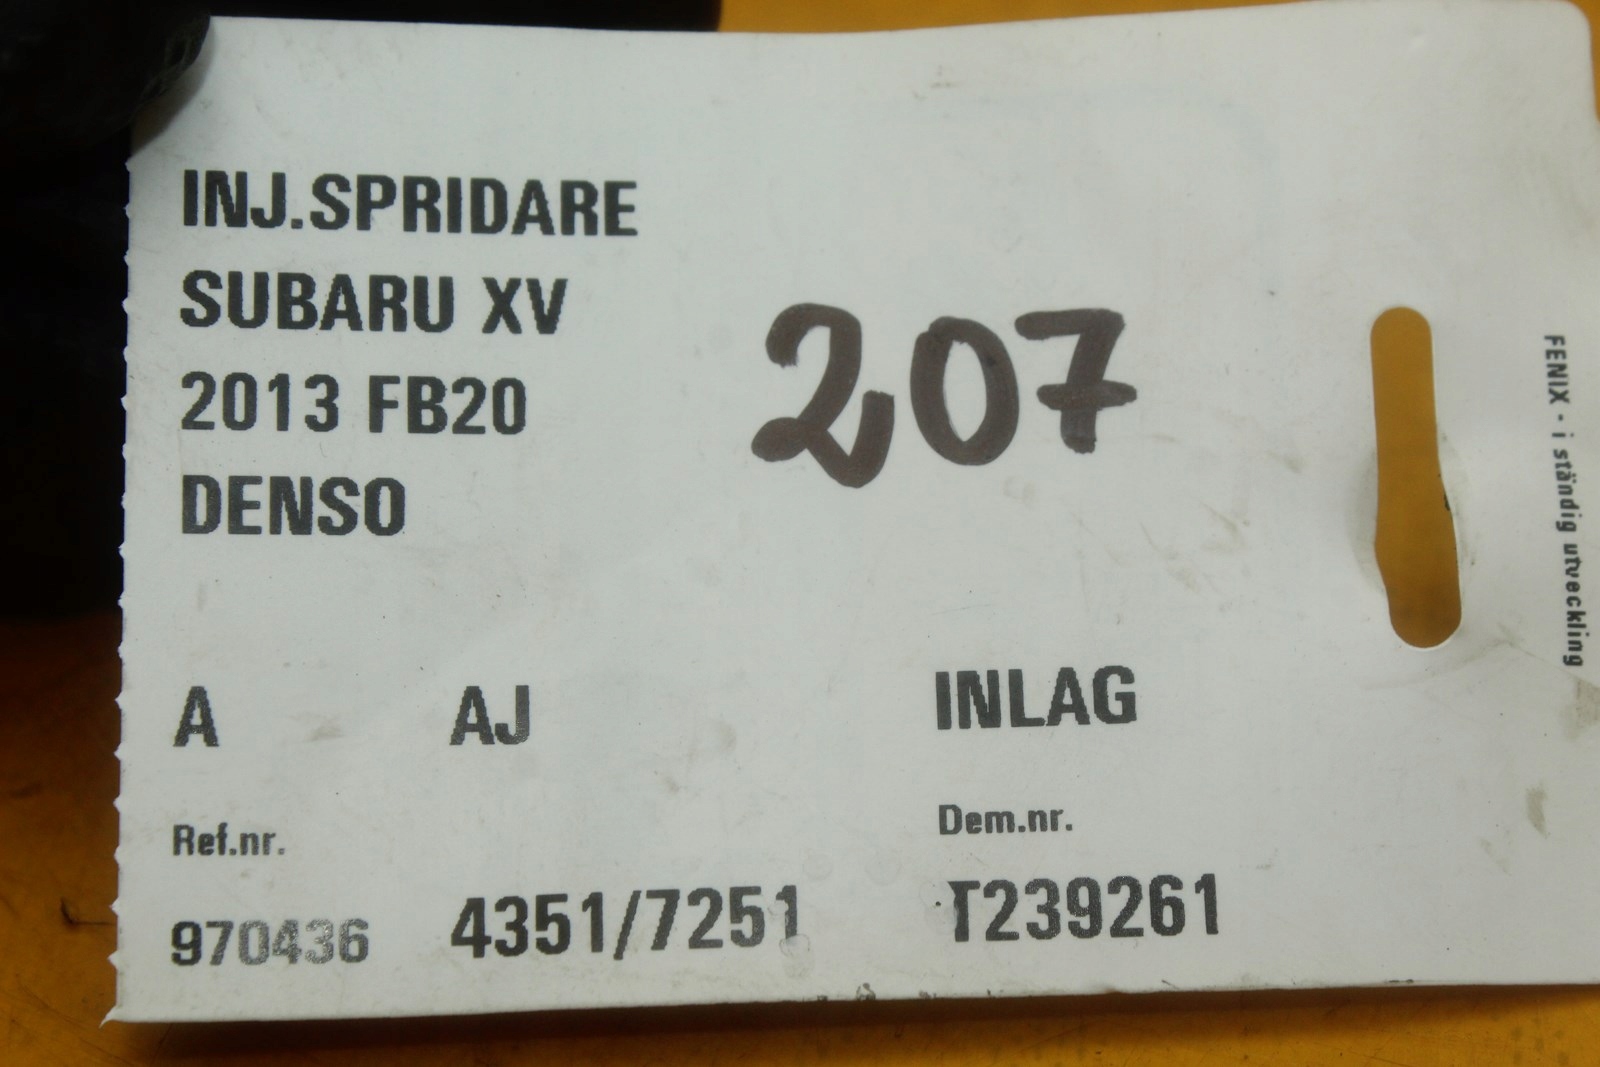 INJ.SPRIDARE
SUBARU XV
2013 FB20
DENSO
207
A AJ INLAG
Ref.nr. Dem.nr.
970436 4351/7251 T239261
FENIX - i ständig utveckling